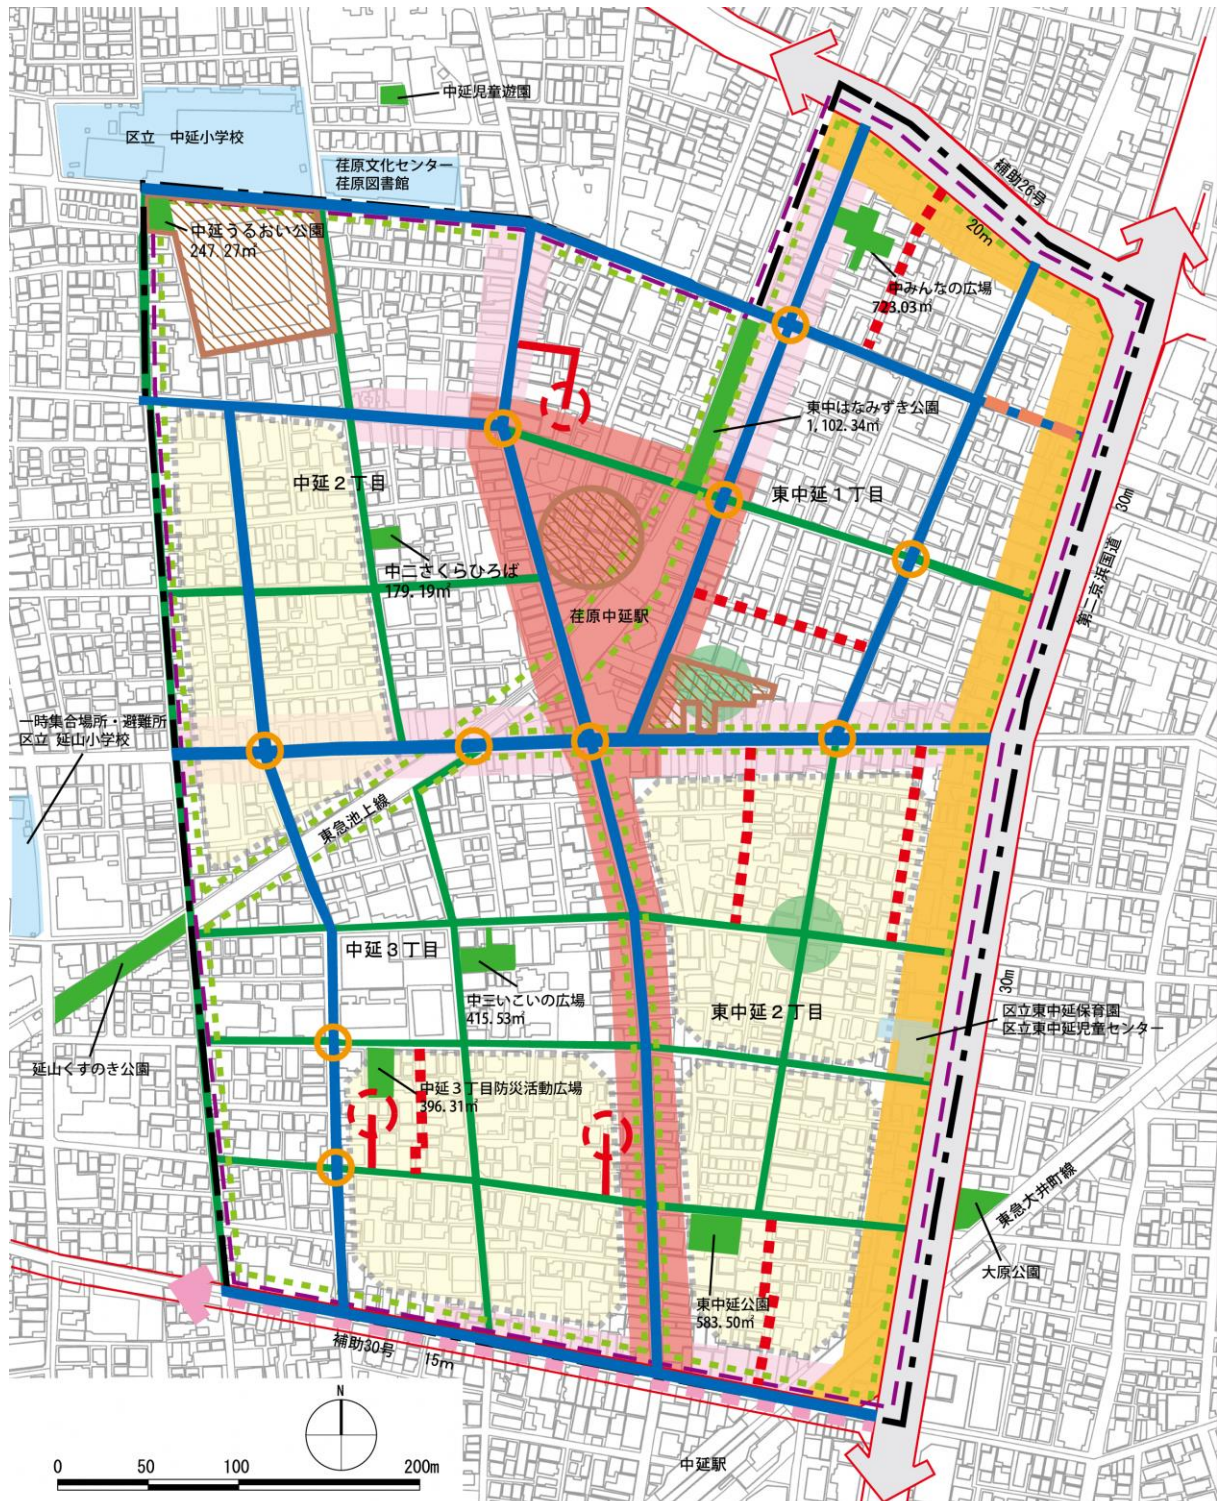 中延児童遊園
区立 中延小学校
荏原文化センター
荏原図書館
補助26号
中延うるおい公園
247.27㎡
20m
中みんなの広場
723.03㎡
東中はなみずき公園
1,102.34㎡
中延2丁目
東中延1丁目
30m
中二さくらひろば
179.19㎡
第二京浜国道
荏原中延駅
一時集合場所・避難所
区立 延山小学校
東急池上線
中延3丁目
30m
中三いこいの広場
415.53㎡
東中延2丁目
区立東中延保育園
区立東中延児童センター
延山くすのき公園
中延3丁目防災活動広場
396.31㎡
東急大井町線
大原公園
東中延公園
583.50㎡
補助30号
15m
N
中延駅
0 50 100 200m